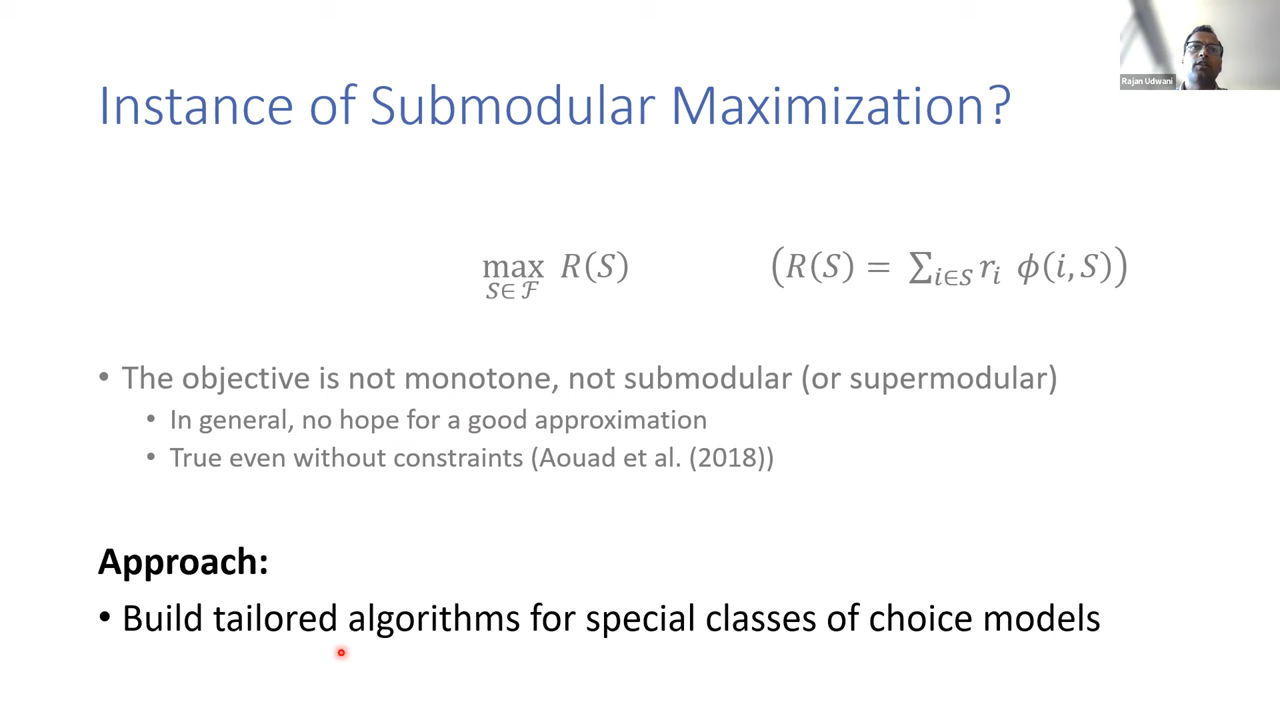 Rajan Udwani
Instance of Submodular Maximization?
max S∈ℱ R(S) (R(S) = ∑i∈S ri ϕ(i, S))
• The objective is not monotone, not submodular (or supermodular)
• In general, no hope for a good approximation
• True even without constraints (Aouad et al. (2018))
Approach:
• Build tailored algorithms for special classes of choice models